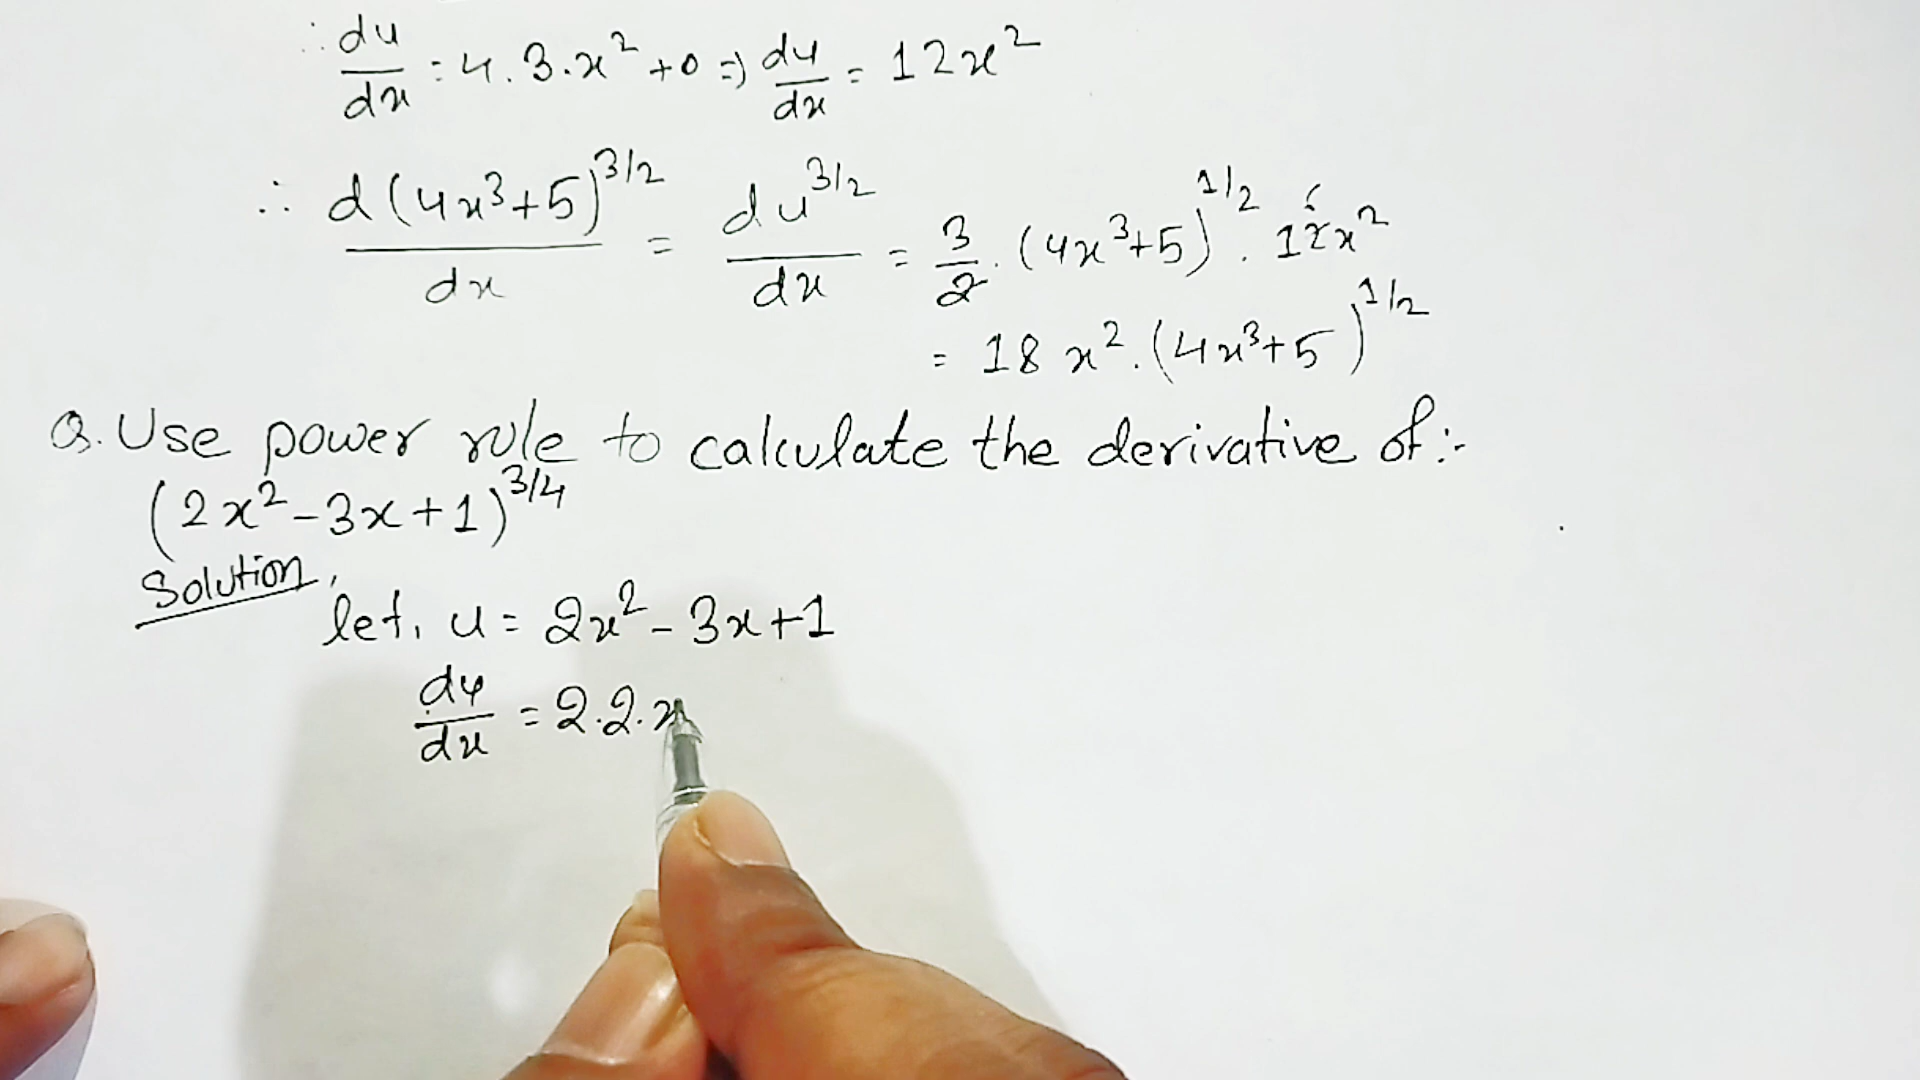 ∴ du/dx = 4.3.x² + 0 ⇒ du/dx = 12x²
∴ d(4x³+5)^3/2 / dx = du^3/2 / dx = 3/2 . (4x³+5)^1/2 . 12x² 6
= 18x².(4x³+5)^1/2
Q. Use power rule to calculate the derivative of :-
(2x²-3x+1)^3/4
Solution,
let, u = 2x² - 3x + 1
du/dx = 2.2.x